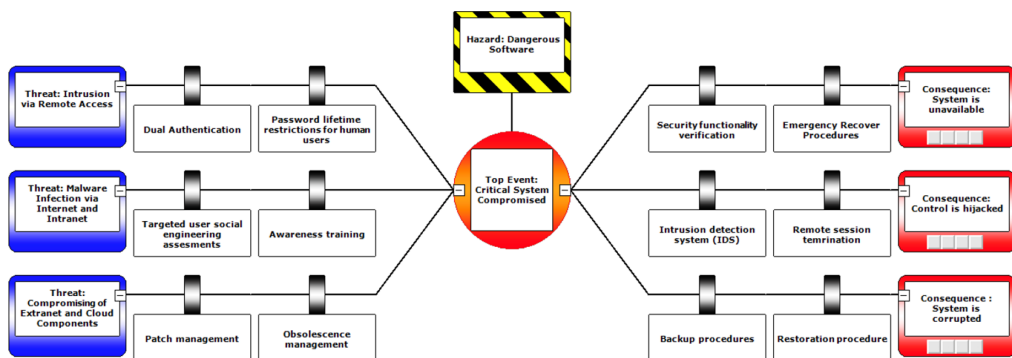 Hazard: Dangerous
Software
Threat: Intrusion
via Remote Access
Dual Authentication
Password lifetime
restrictions for human
users
Security functionality
verification
Emergency Recover
Procedures
Consequence:
System is
unavailable
Threat: Malware
Infection via
Internet and
Intranet
Targeted user social
engineering
assesments
Awareness training
Top Event:
Critical System
Compromised
Intrusion detection
system (IDS)
Remote session
temrination
Consequence:
Control is hijacked
Threat:
Compromising of
Extranet and Cloud
Components
Patch management
Obsolescence
management
Backup procedures
Restoration procedure
Consequence :
System is
corrupted